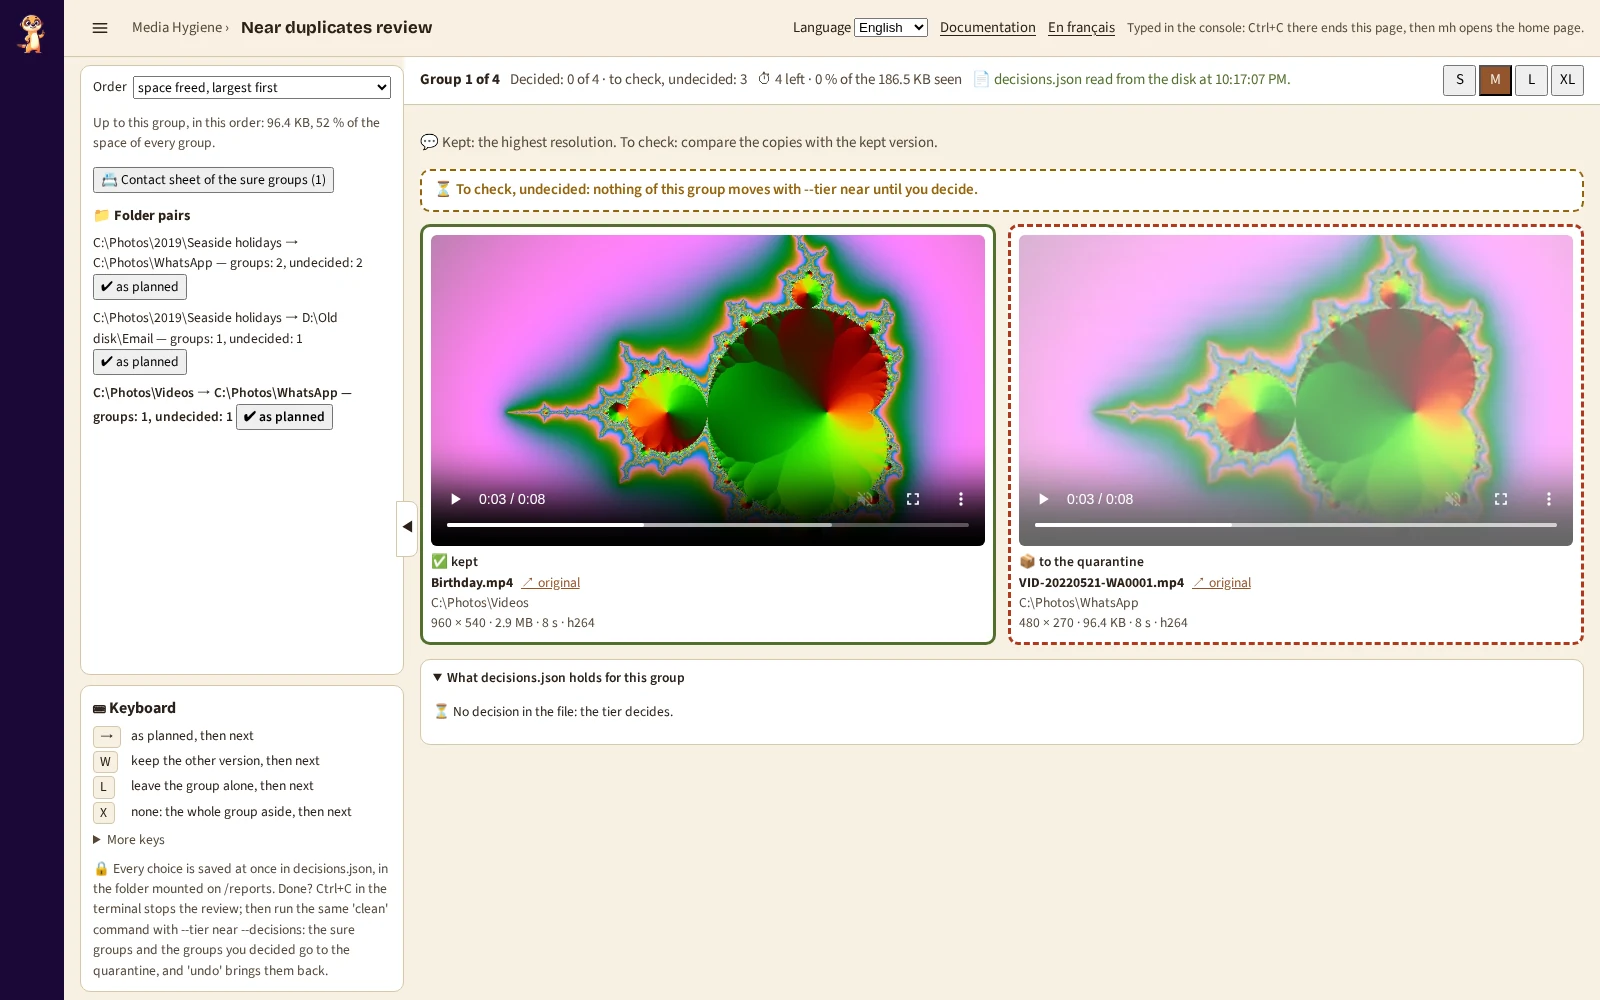 Media Hygiene › Near duplicates review
Language English Documentation En français Typed in the console: Ctrl+C there ends this page, then mh opens the home page.
Order space freed, largest first
Up to this group, in this order: 96.4 KB, 52 % of the
space of every group.
📇 Contact sheet of the sure groups (1)
📁 Folder pairs
C:\Photos\2019\Seaside holidays →
C:\Photos\WhatsApp — groups: 2, undecided: 2
✔ as planned
C:\Photos\2019\Seaside holidays → D:\Old
disk\Email — groups: 1, undecided: 1
✔ as planned
C:\Photos\Videos → C:\Photos\WhatsApp —
groups: 1, undecided: 1 ✔ as planned
⌨ Keyboard
→ as planned, then next
W keep the other version, then next
L leave the group alone, then next
X none: the whole group aside, then next
▶ More keys
🔒 Every choice is saved at once in decisions.json, in
the folder mounted on /reports. Done? Ctrl+C in the
terminal stops the review; then run the same 'clean'
command with --tier near --decisions: the sure
groups and the groups you decided go to the
quarantine, and 'undo' brings them back.
Group 1 of 4 Decided: 0 of 4 · to check, undecided: 3 ⏱ 4 left · 0 % of the 186.5 KB seen 📄 decisions.json read from the disk at 10:17:07 PM.
S M L XL
💬 Kept: the highest resolution. To check: compare the copies with the kept version.
⏳ To check, undecided: nothing of this group moves with --tier near until you decide.
0:03 / 0:08
✅ kept
Birthday.mp4 ↗ original
C:\Photos\Videos
960 × 540 · 2.9 MB · 8 s · h264
0:03 / 0:08
📦 to the quarantine
VID-20220521-WA0001.mp4 ↗ original
C:\Photos\WhatsApp
480 × 270 · 96.4 KB · 8 s · h264
▼ What decisions.json holds for this group
⏳ No decision in the file: the tier decides.